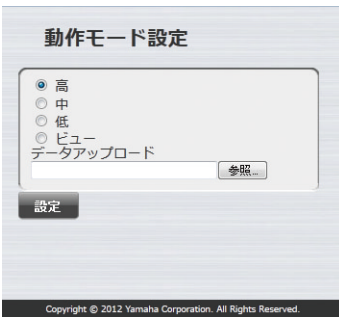 動作モード設定
高
中
低
ビュー
データアップロード
参照...
設定
Copyright © 2012 Yamaha Corporation. All Rights Reserved.